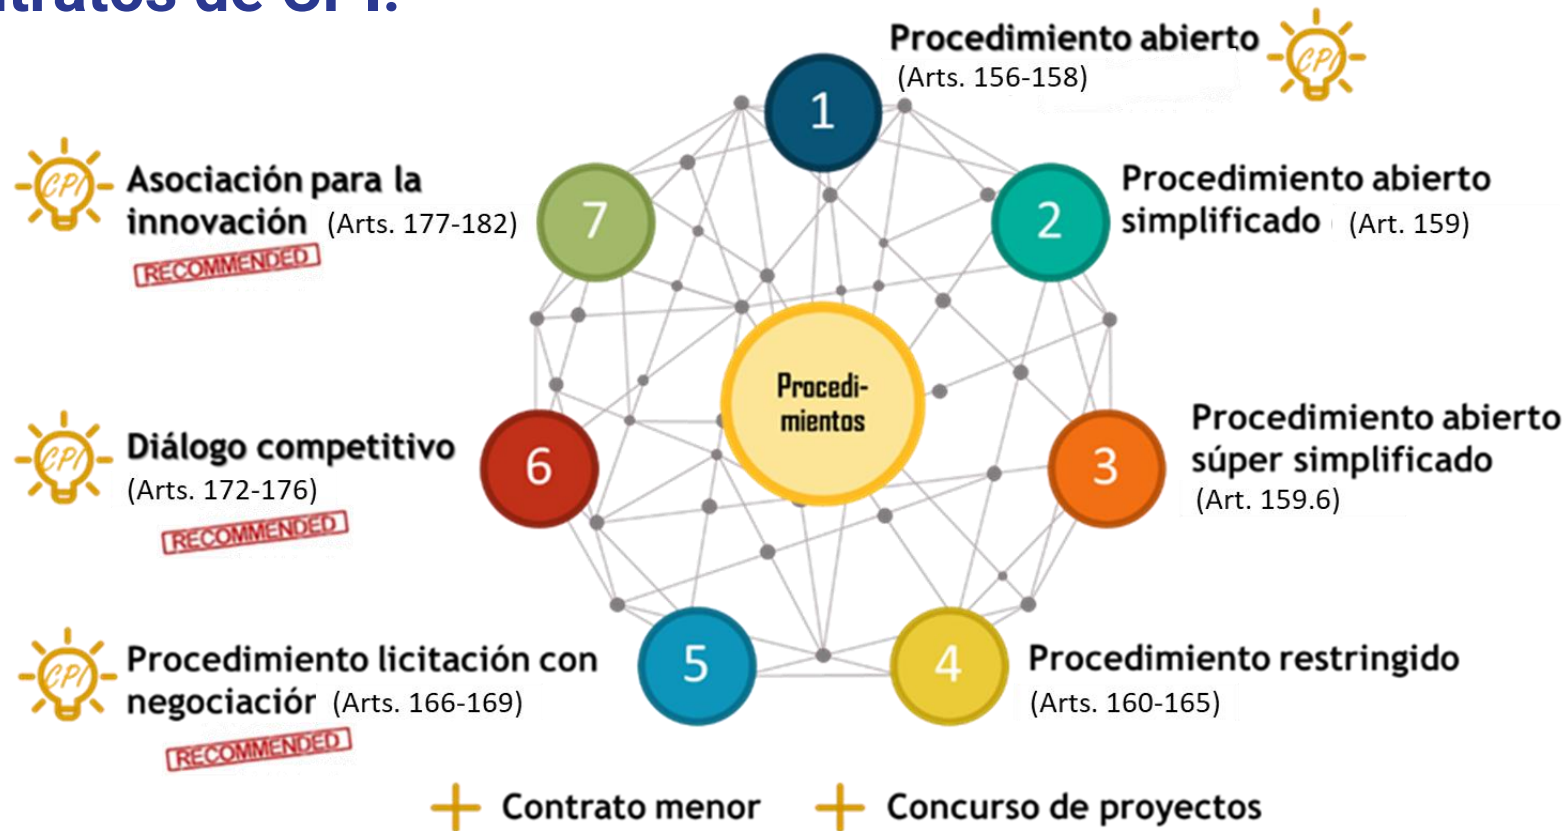 ntratos de CPI.
Procedimiento abierto
(Arts. 156-158)
CPI
1
CPI
Asociación para la
innovación (Arts. 177-182)
RECOMMENDED
7
2
Procedimiento abierto
simplificado (Art. 159)
Procedi-
mientos
CPI
Diálogo competitivo
(Arts. 172-176)
RECOMMENDED
6
3
Procedimiento abierto
súper simplificado
(Art. 159.6)
CPI
Procedimiento licitación con
negociaciór (Arts. 166-169)
RECOMMENDED
5
4
Procedimiento restringido
(Arts. 160-165)
+ Contrato menor + Concurso de proyectos